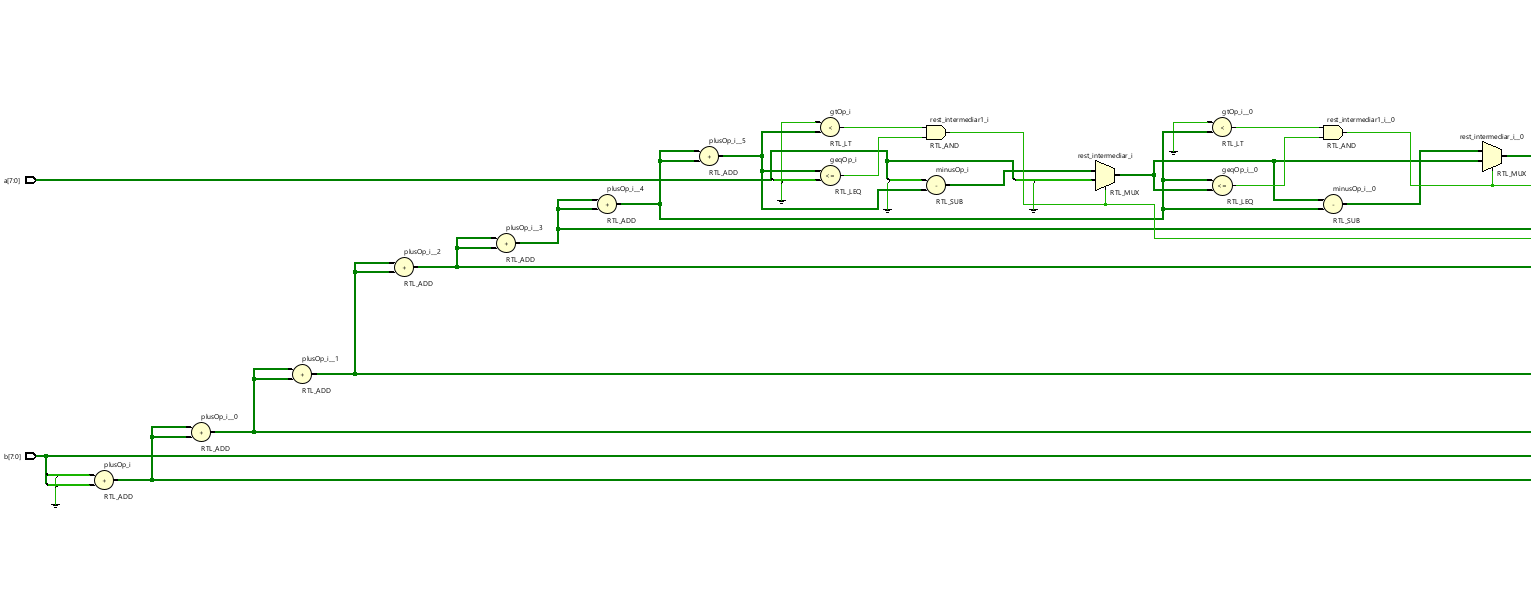 gtOp_i
RTL_LT
rest_intermediar1_i
RTL_AND
gtOp_i__0
RTL_LT
rest_intermediar1_i__0
RTL_AND
rest_intermediar_i__0
RTL_MUX
plusOp_i__5
RTL_ADD
geqOp_i
RTL_LEQ
minusOp_i
RTL_SUB
rest_intermediar_i
RTL_MUX
geqOp_i__0
RTL_LEQ
minusOp_i__0
RTL_SUB
a[7:0]
plusOp_i__4
RTL_ADD
plusOp_i__3
RTL_ADD
plusOp_i__2
RTL_ADD
plusOp_i__1
RTL_ADD
plusOp_i__0
RTL_ADD
b[7:0]
plusOp_i
RTL_ADD